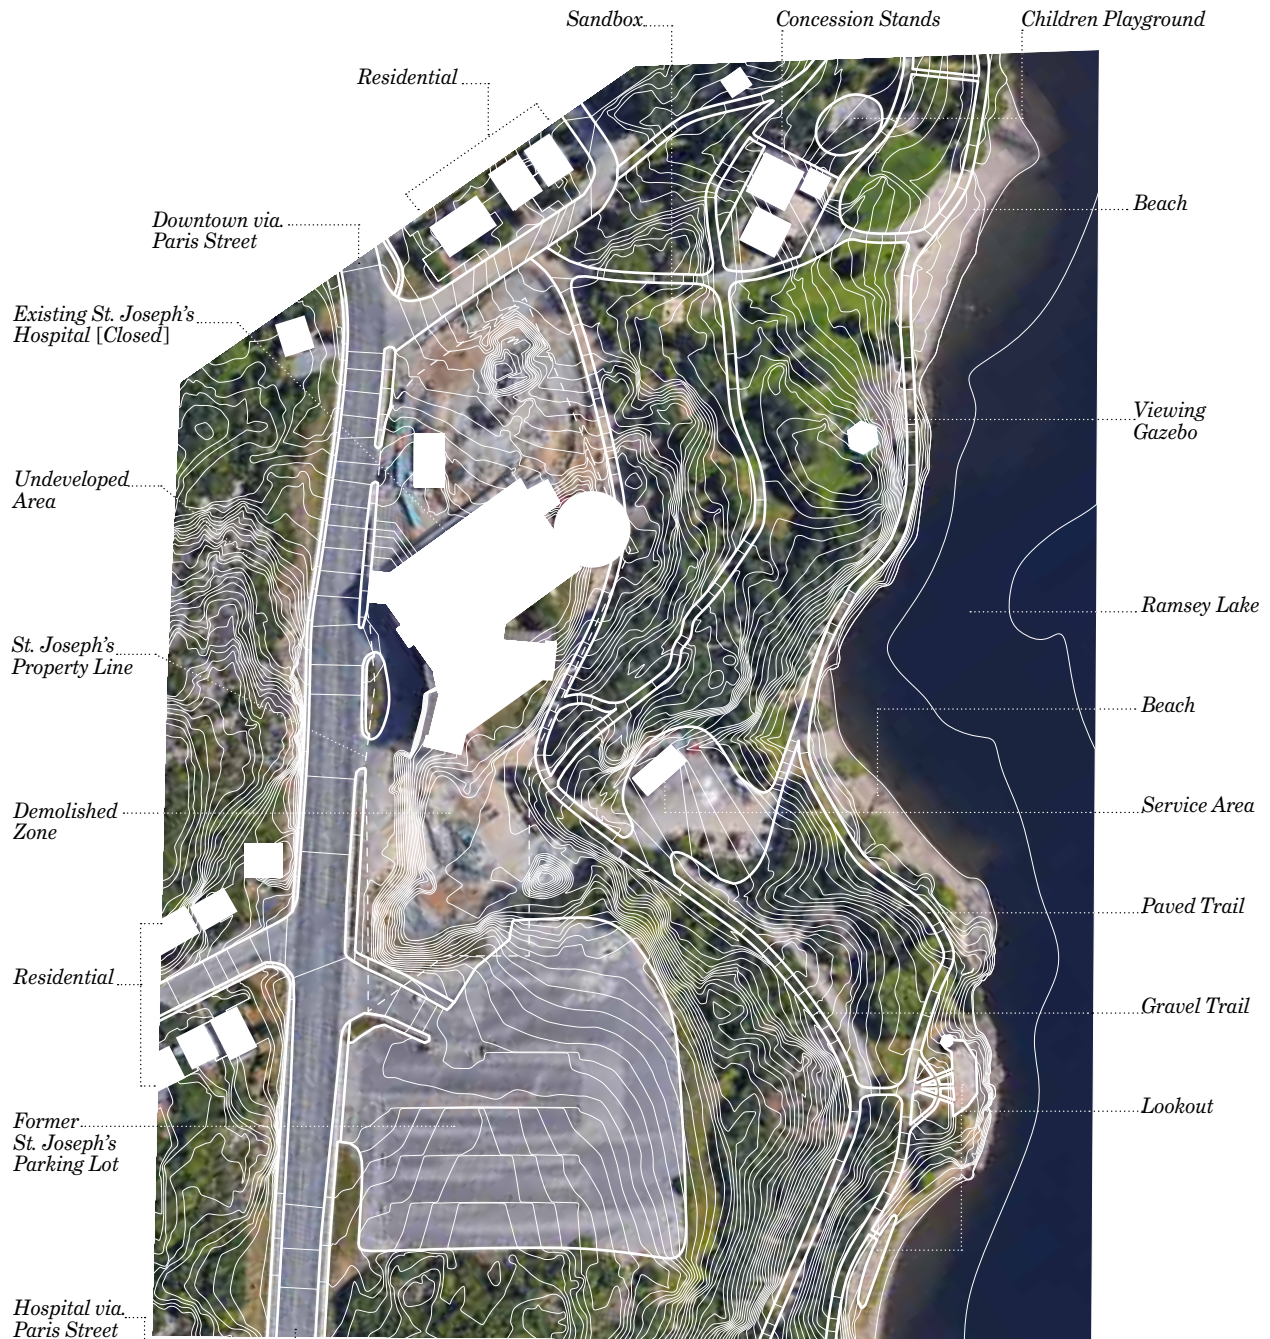 Sandbox
Concession Stands
Children Playground
Residential
Beach
Downtown via.
Paris Street
Existing St. Joseph's
Hospital [Closed]
Viewing
Gazebo
Undeveloped
Area
Ramsey Lake
St. Joseph's
Property Line
Beach
Demolished
Zone
Service Area
Paved Trail
Residential
Gravel Trail
Lookout
Former
St. Joseph's
Parking Lot
Hospital via.
Paris Street